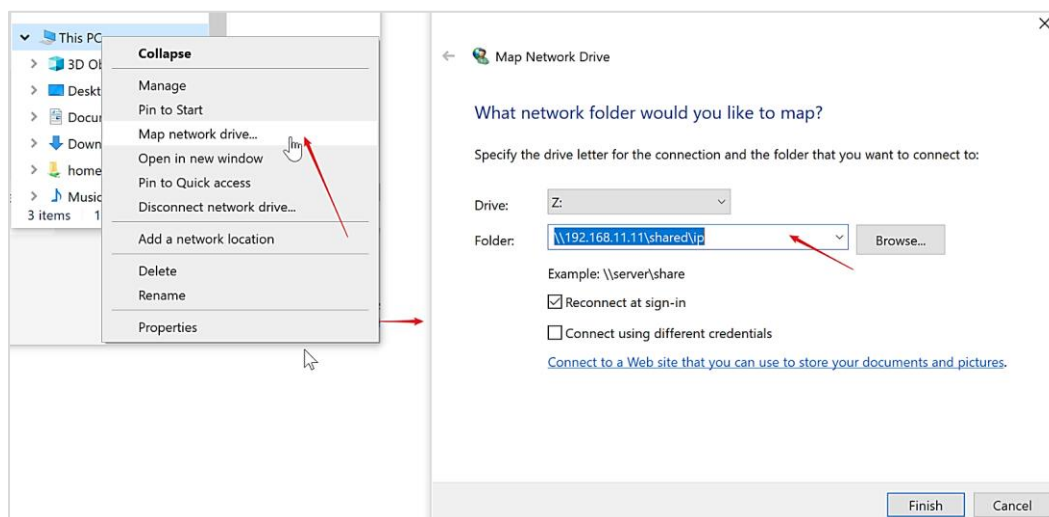 This PC
3D Ob
Deskt
Docur
Down
home
Music
3 items 1
Collapse
Manage
Pin to Start
Map network drive...
Open in new window
Pin to Quick access
Disconnect network drive...
Add a network location
Delete
Rename
Properties
Map Network Drive
What network folder would you like to map?
Specify the drive letter for the connection and the folder that you want to connect to:
Drive: Z:
Folder: \\192.168.11.11\shared\ip Browse...
Example: \\server\share
Reconnect at sign-in
Connect using different credentials
Connect to a Web site that you can use to store your documents and pictures.
Finish Cancel